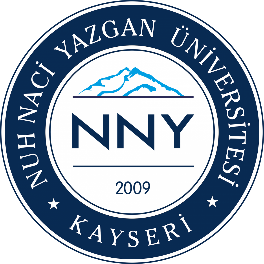 NUH NACİ YAZGAN ÜNİVERSİTESİ
NNY
2009
KAYSERİ